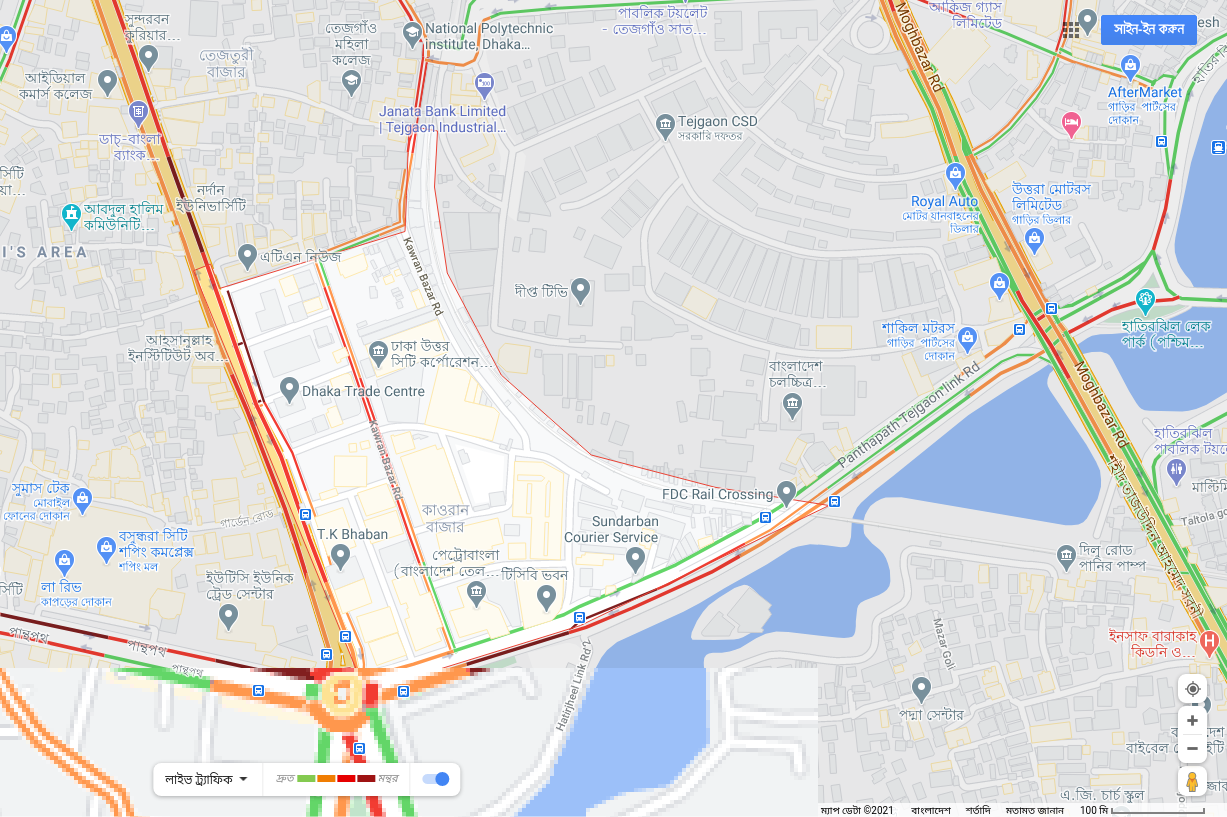 সুন্দরবন
কুরিয়ার...
তেজগাঁও
মহিলা
কলেজ
National Polytechnic
Institute, Dhaka...
পাবলিক টয়লেট
- তেজগাঁও সাত...
Moghbazar Rd
আকিজ গ্যাস
লিমিটেড
সাইন-ইন করুন
তেজতুরী
বাজার
আইডিয়াল
কমার্স কলেজ
Janata Bank Limited
| Tejgaon Industrial...
Tejgaon CSD
সরকারি দফতর
AfterMarket
গাড়ির পার্টসের
দোকান
ডাচ্-বাংলা
ব্যাংক...
নর্দান
ইউনিভার্সিটি
আবদুল হালিম
কমিউনিটি...
I'S AREA
এটিএন নিউজ
Kawran Bazar Rd
Royal Auto
মোটর যানবাহনের
ডিলার
উত্তরা মোটরস
লিমিটেড
গাড়ির ডিলার
দীপ্ত টিভি
আহসানুল্লাহ
ইনস্টিটিউট অব...
ঢাকা উত্তর
সিটি কর্পোরেশন...
Dhaka Trade Centre
শাকিল মটরস
গাড়ির পার্টসের
দোকান
হাতিরঝিল লেক
পার্ক (পশ্চিম...
বাংলাদেশ
চলচ্চিত্র...
Panthapath Tejgaon link Rd
Moghbazar Rd
Kawran Bazar Rd
হাতিরঝিল
পাবলিক টয়লে
সুমাস টেক
মোবাইল
ফোনের দোকান
গার্ডেন রোড
কাওরান
বাজার
FDC Rail Crossing
শহীদ তাজউদ্দিন আহমেদ সরণী
T.K Bhaban
Sundarban
Courier Service
বসুন্ধরা সিটি
শপিং কমপ্লেক্স
শপিং মল
পেট্রোবাংলা
(বাংলাদেশ তেল...
টিসিবি ভবন
দিলু রোড
পানির পাম্প
লা রিভ
কাপড়ের দোকান
ইউটিসি ইউনিক
ট্রেড সেন্টার
পান্থপথ
পান্থপথ
পান্থপথ
Mazar Goli
Hatirjheel Link Rd
ইনসাফ বারাকাহ
কিডনি ও...
পদ্মা সেন্টার
লাইভ ট্র্যাফিক
দ্রুত
মন্থর
এ.জি. চার্চ স্কুল
ম্যাপ ডেটা ©2021
বাংলাদেশ
শর্তাদি
মতামত জানান
100 মি